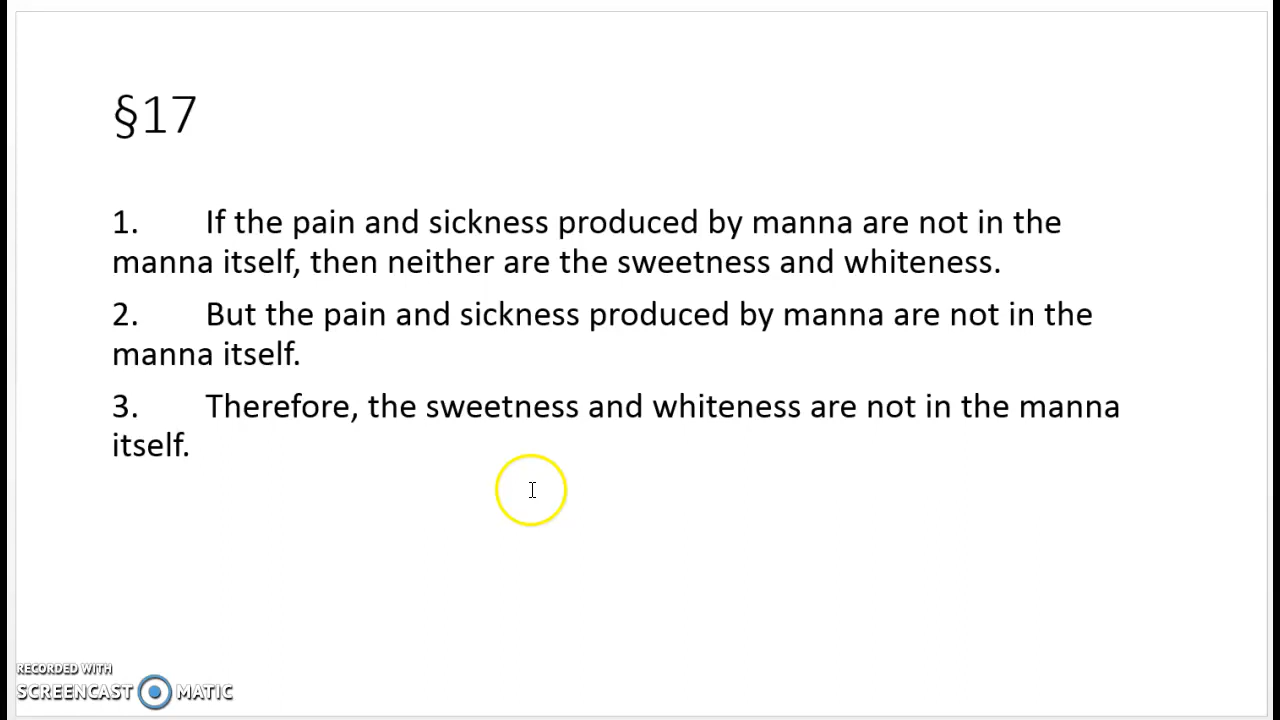 §17
1. If the pain and sickness produced by manna are not in the
manna itself, then neither are the sweetness and whiteness.
2. But the pain and sickness produced by manna are not in the
manna itself.
3. Therefore, the sweetness and whiteness are not in the manna
itself.
RECORDED WITH
SCREENCAST MATIC